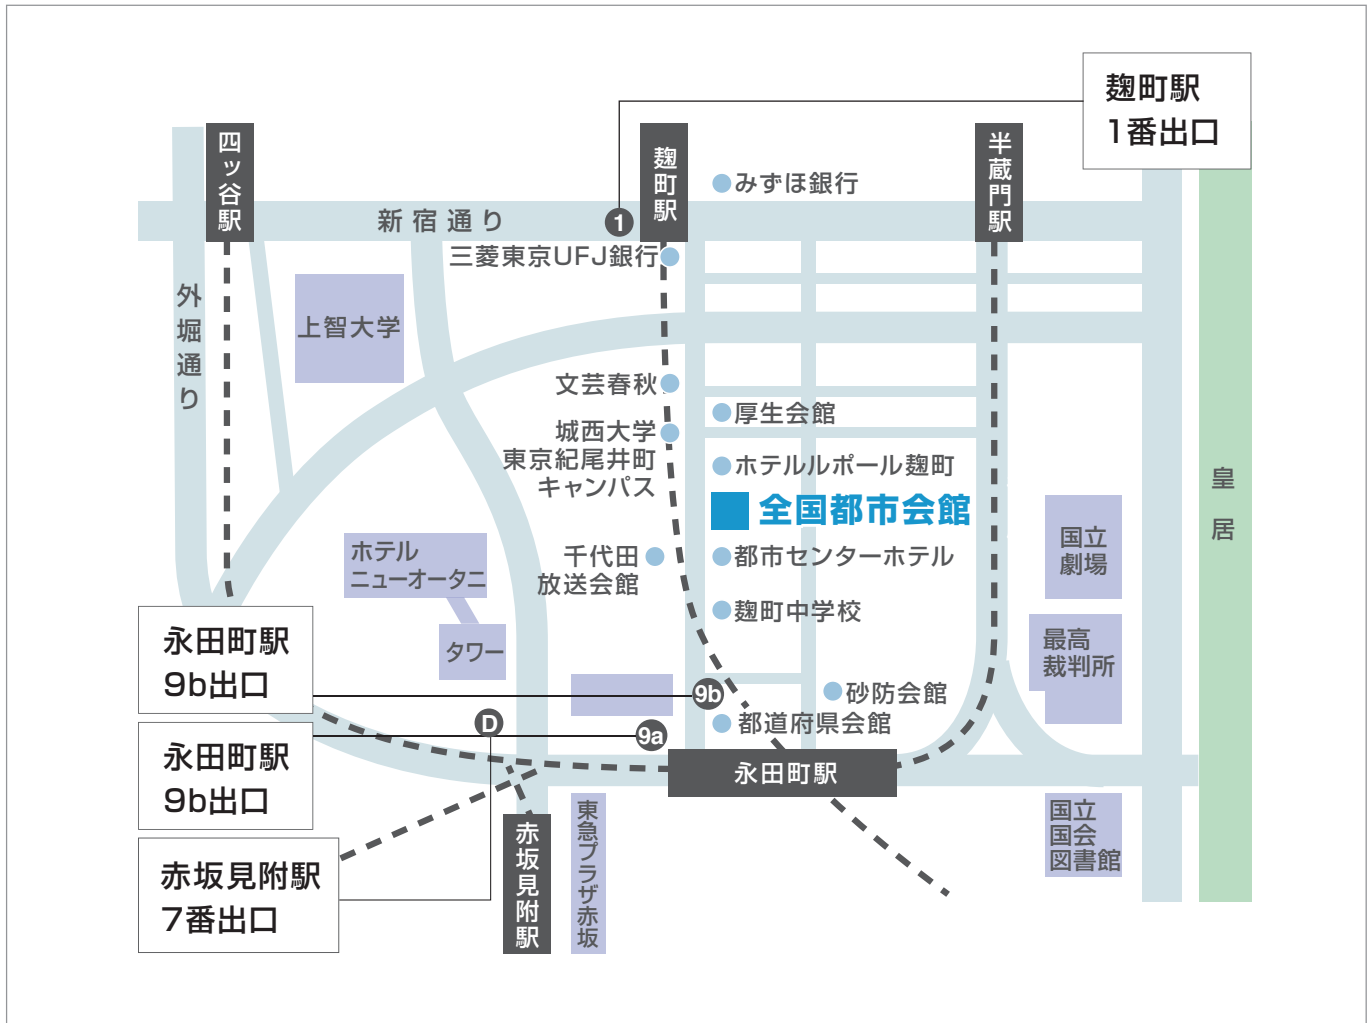 麹町駅
1番出口
四ッ谷駅
麹町駅
半蔵門駅
みずほ銀行
新宿通り
1
三菱東京UFJ銀行
外堀通り
上智大学
文芸春秋
厚生会館
城西大学
東京紀尾井町
キャンパス
ホテルルポール麹町
全国都市会館
皇居
国立
劇場
ホテル
ニューオータニ
千代田
放送会館
都市センターホテル
麹町中学校
タワー
最高
裁判所
永田町駅
9b出口
9b
砂防会館
D
都道府県会館
9a
永田町駅
9b出口
永田町駅
東急プラザ赤坂
赤坂見附駅
国立
国会
図書館
赤坂見附駅
7番出口